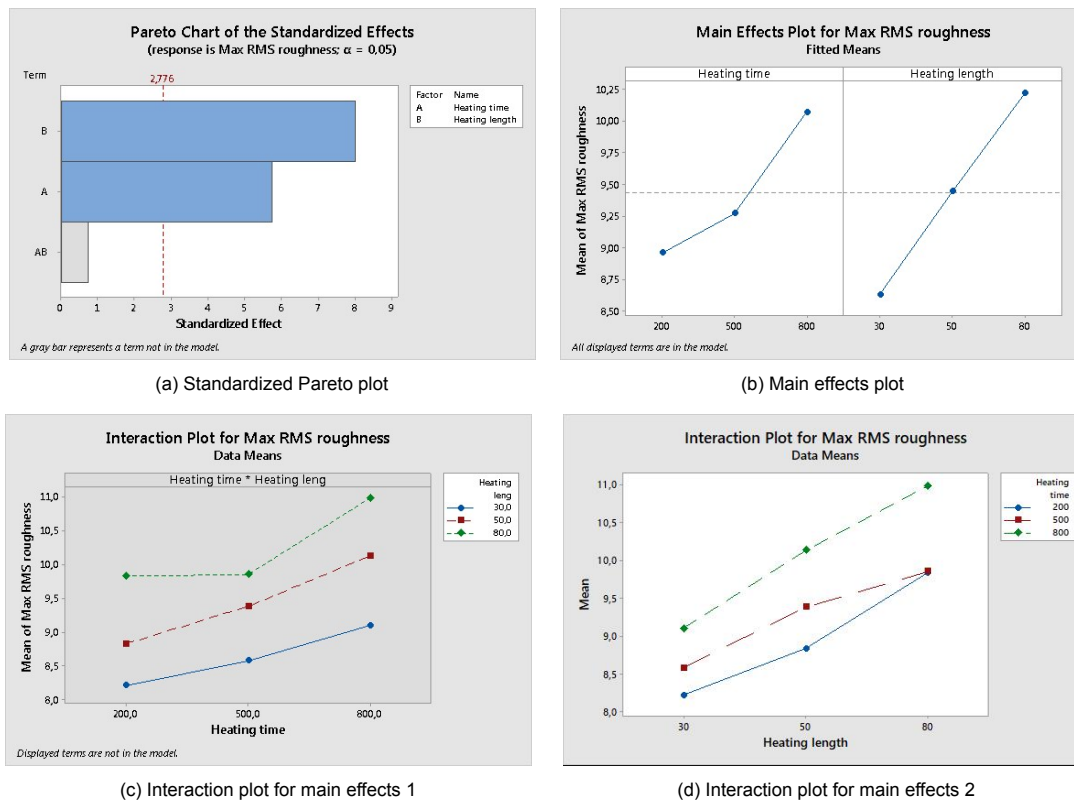 Pareto Chart of the Standardized Effects
(response is Max RMS roughness; α = 0,05)
Term
2,776
Factor Name
A Heating time
B Heating length
B
A
AB
0 1 2 3 4 5 6 7 8 9
Standardized Effect
A gray bar represents a term not in the model.
(a) Standardized Pareto plot
Main Effects Plot for Max RMS roughness
Fitted Means
Heating time Heating length
Mean of Max RMS roughness
10,25
10,00
9,75
9,50
9,25
9,00
8,75
8,50
200 500 800 30 50 80
All displayed terms are in the model.
(b) Main effects plot
Interaction Plot for Max RMS roughness
Data Means
Heating time * Heating leng
Mean of Max RMS roughness
11,0
10,5
10,0
9,5
9,0
8,5
8,0
200,0 500,0 800,0
Heating time
Heating
leng
30,0
50,0
80,0
Displayed terms are not in the model.
(c) Interaction plot for main effects 1
Interaction Plot for Max RMS roughness
Data Means
Mean
11,0
10,5
10,0
9,5
9,0
8,5
8,0
30 50 80
Heating length
Heating
time
200
500
800
(d) Interaction plot for main effects 2